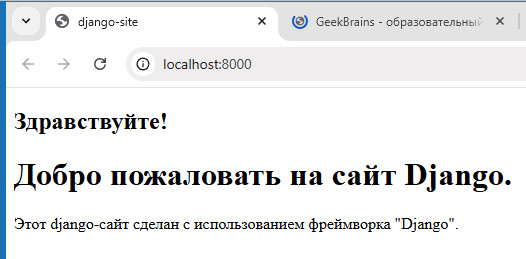 django-site
GeekBrains - образовательный
localhost:8000
Здравствуйте!
Добро пожаловать на сайт Django.
Этот django-сайт сделан с использованием фреймворка "Django".